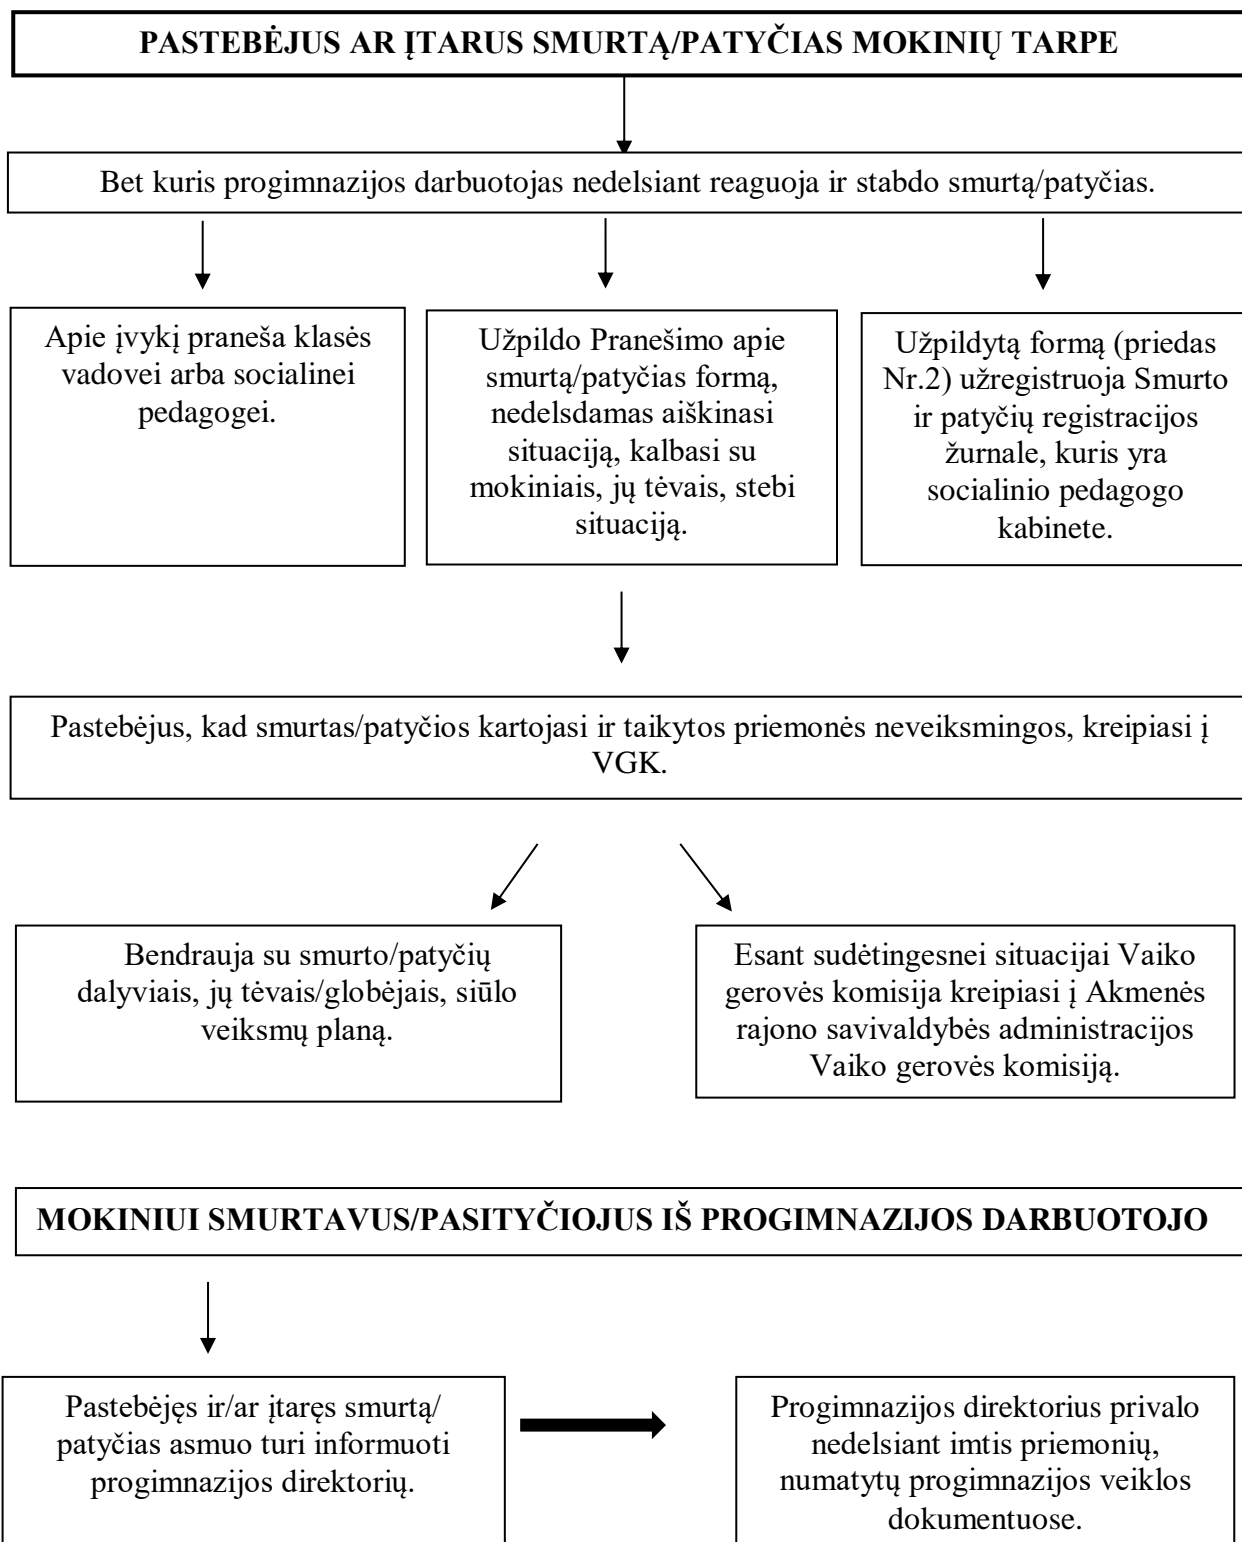 PASTEBĖJUS AR ĮTARUS SMURTĄ/PATYČIAS MOKINIŲ TARPE
Bet kuris progimnazijos darbuotojas nedelsiant reaguoja ir stabdo smurtą/patyčias.
Apie įvykį praneša klasės
vadovei arba socialinei
pedagogei.
Užpildo Pranešimo apie
smurtą/patyčias formą,
nedelsdamas aiškinasi
situaciją, kalbasi su
mokiniais, jų tėvais, stebi
situaciją.
Užpildytą formą (priedas
Nr.2) užregistruoja Smurto
ir patyčių registracijos
žurnale, kuris yra
socialinio pedagogo
kabinete.
Pastebėjus, kad smurtas/patyčios kartojasi ir taikytos priemonės neveiksmingos, kreipiasi į
VGK.
Bendrauja su smurto/patyčių
dalyviais, jų tėvais/globėjais, siūlo
veiksmų planą.
Esant sudėtingesnei situacijai Vaiko
gerovės komisija kreipiasi į Akmenės
rajono savivaldybės administracijos
Vaiko gerovės komisiją.
MOKINIUI SMURTAVUS/PASITYČIOJUS IŠ PROGIMNAZIJOS DARBUOTOJO
Pastebėjęs ir/ar įtaręs smurtą/
patyčias asmuo turi informuoti
progimnazijos direktorių.
Progimnazijos direktorius privalo
nedelsiant imtis priemonių,
numatytų progimnazijos veiklos
dokumentuose.